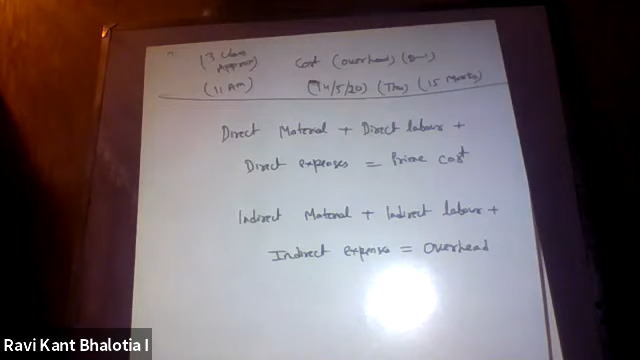 (3 Class Approx) Cost (Overhead) (D-1)
(11 Am) (14/5/20) (Thu) (15 Marks)
Direct Material + Direct labour +
Direct expenses = Prime cost
Indirect Material + Indirect labour +
Indirect expenses = Overhead
Ravi Kant Bhalotia I